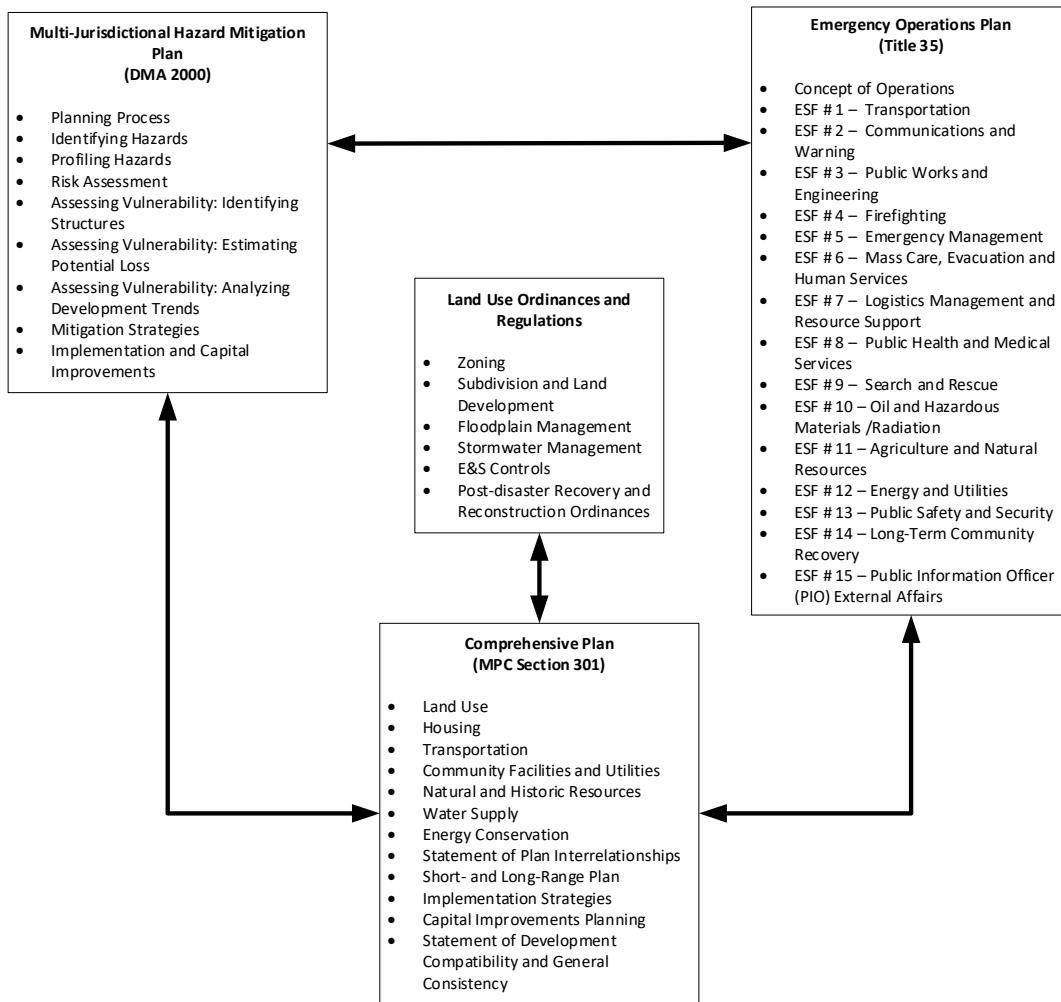 Multi-Jurisdictional Hazard Mitigation
Plan
(DMA 2000)
• Planning Process
• Identifying Hazards
• Profiling Hazards
• Risk Assessment
• Assessing Vulnerability: Identifying
Structures
• Assessing Vulnerability: Estimating
Potential Loss
• Assessing Vulnerability: Analyzing
Development Trends
• Mitigation Strategies
• Implementation and Capital
Improvements
Emergency Operations Plan
(Title 35)
• Concept of Operations
• ESF # 1 – Transportation
• ESF # 2 – Communications and
Warning
• ESF # 3 – Public Works and
Engineering
• ESF # 4 – Firefighting
• ESF # 5 – Emergency Management
• ESF # 6 – Mass Care, Evacuation and
Human Services
• ESF # 7 – Logistics Management and
Resource Support
• ESF # 8 – Public Health and Medical
Services
• ESF # 9 – Search and Rescue
• ESF # 10 – Oil and Hazardous
Materials /Radiation
• ESF # 11 – Agriculture and Natural
Resources
• ESF # 12 – Energy and Utilities
• ESF # 13 – Public Safety and Security
• ESF # 14 – Long-Term Community
Recovery
• ESF # 15 – Public Information Officer
(PIO) External Affairs
Land Use Ordinances and
Regulations
• Zoning
• Subdivision and Land
Development
• Floodplain Management
• Stormwater Management
• E&S Controls
• Post-disaster Recovery and
Reconstruction Ordinances
Comprehensive Plan
(MPC Section 301)
• Land Use
• Housing
• Transportation
• Community Facilities and Utilities
• Natural and Historic Resources
• Water Supply
• Energy Conservation
• Statement of Plan Interrelationships
• Short- and Long-Range Plan
• Implementation Strategies
• Capital Improvements Planning
• Statement of Development
Compatibility and General
Consistency